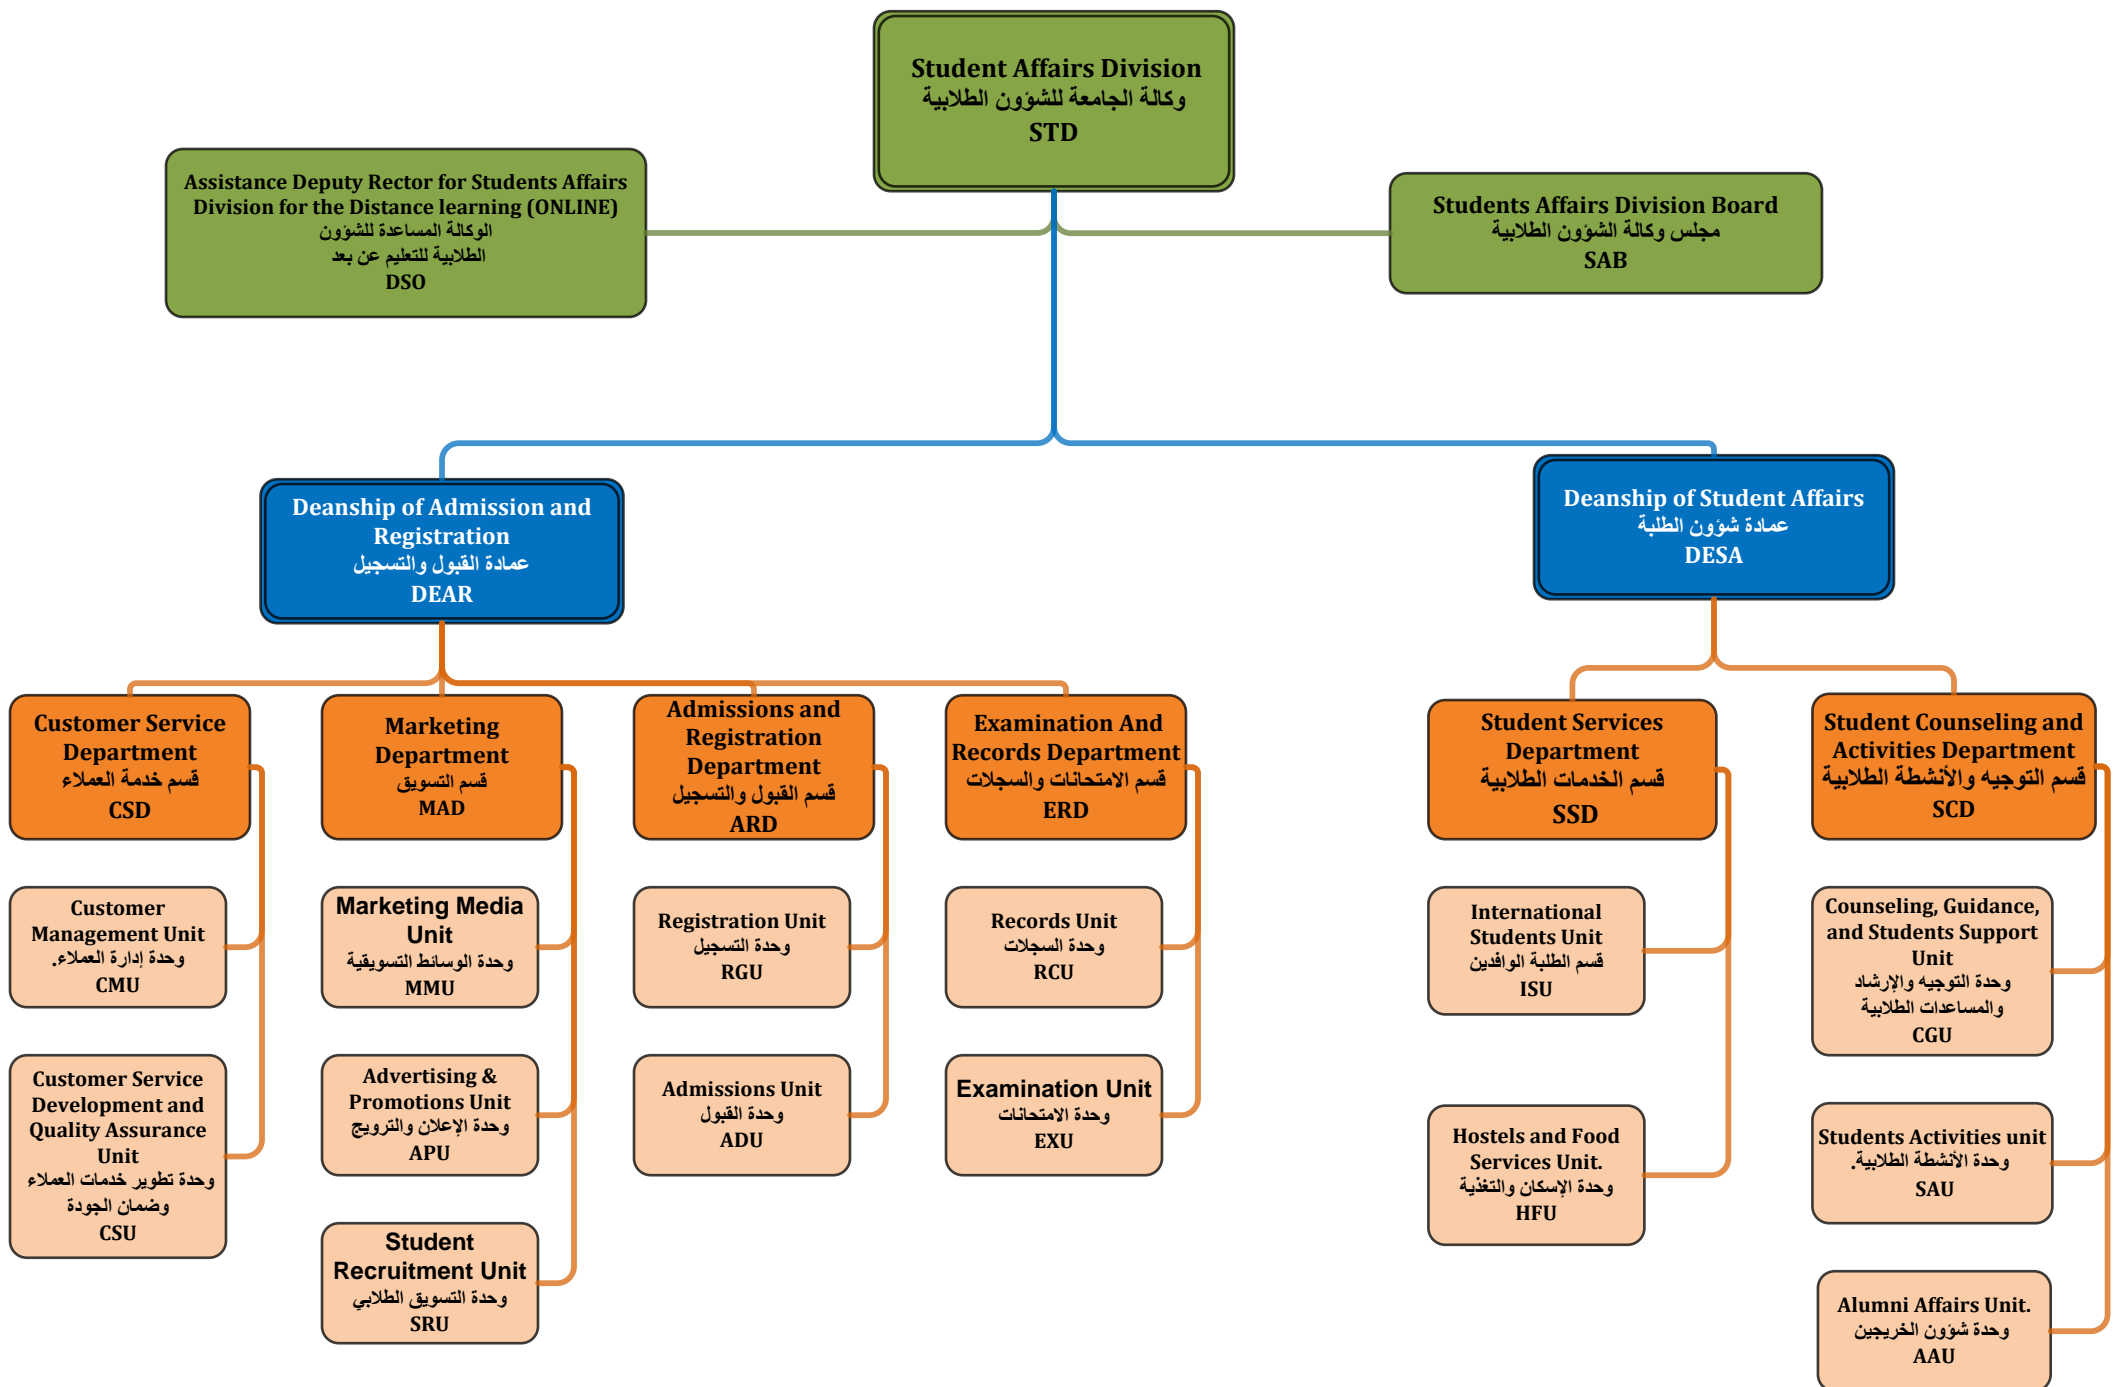 Student Affairs Division
وكالة الجامعة للشؤون الطلابية
STD
Assistance Deputy Rector for Students Affairs
Division for the Distance learning (ONLINE)
الوكالة المساعدة للشؤون
الطلابية للتعليم عن بعد
DSO
Students Affairs Division Board
مجلس وكالة الشؤون الطلابية
SAB
Deanship of Admission and
Registration
عمادة القبول والتسجيل
DEAR
Deanship of Student Affairs
عمادة شؤون الطلبة
DESA
Customer Service
Department
قسم خدمة العملاء
CSD
Marketing
Department
قسم التسويق
MAD
Admissions and
Registration
Department
قسم القبول والتسجيل
ARD
Examination And
Records Department
قسم الامتحانات والسجلات
ERD
Student Services
Department
قسم الخدمات الطلابية
SSD
Student Counseling and
Activities Department
قسم التوجيه والأنشطة الطلابية
SCD
Customer
Management Unit
وحدة إدارة العملاء.
CMU
Marketing Media
Unit
وحدة الوسائط التسويقية
MMU
Registration Unit
وحدة التسجيل
RGU
Records Unit
وحدة السجلات
RCU
International
Students Unit
قسم الطلبة الوافدين
ISU
Counseling, Guidance,
and Students Support
Unit
وحدة التوجيه والإرشاد
والمساعدات الطلابية
CGU
Customer Service
Development and
Quality Assurance
Unit
وحدة تطوير خدمات العملاء
وضمان الجودة
CSU
Advertising &
Promotions Unit
وحدة الإعلان والترويج
APU
Admissions Unit
وحدة القبول
ADU
Examination Unit
وحدة الامتحانات
EXU
Hostels and Food
Services Unit.
وحدة الإسكان والتغذية
HFU
Students Activities unit
وحدة الأنشطة الطلابية.
SAU
Student
Recruitment Unit
وحدة التسويق الطلابي
SRU
Alumni Affairs Unit.
وحدة شؤون الخريجين
AAU